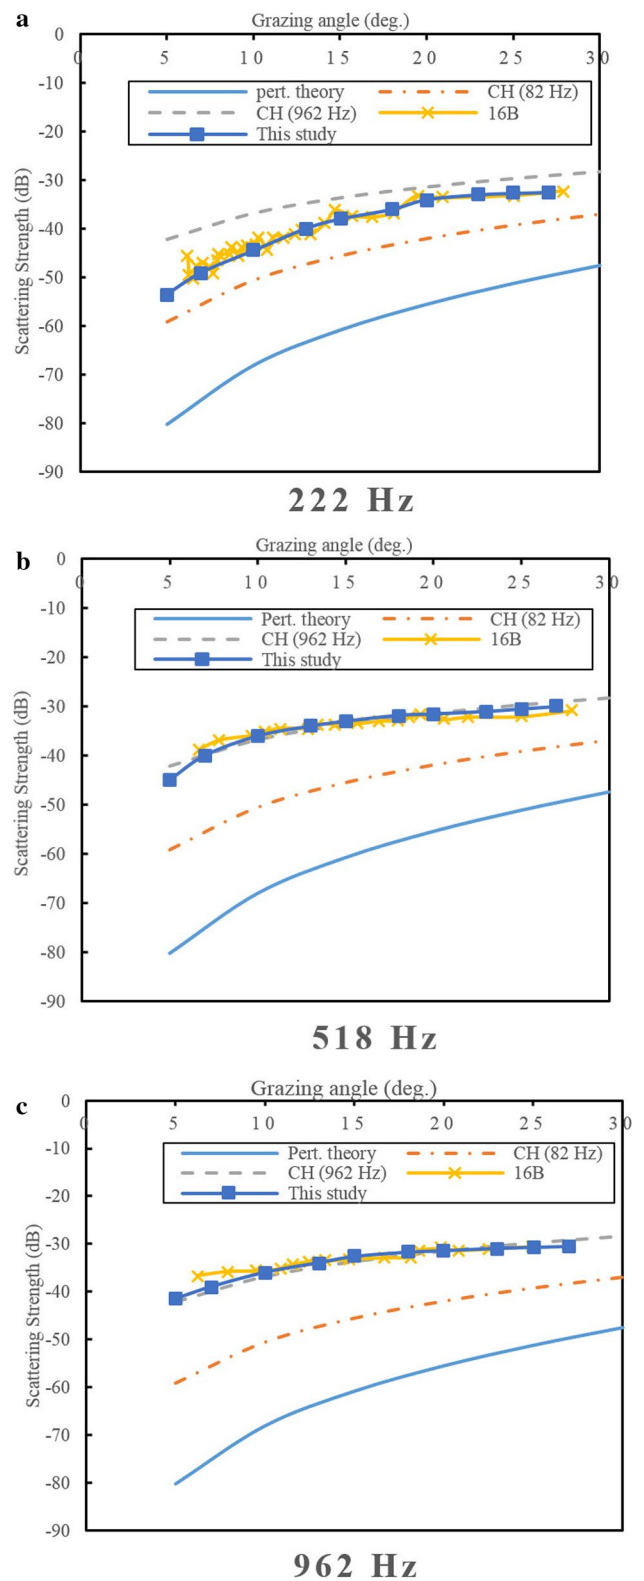 a
Grazing angle (deg.)
0
0 5 10 15 20 25 30
-10
pert. theory CH (82 Hz)
CH (962 Hz) 16B
This study
-20
-30
-40
-50
-60
-70
-80
-90
Scattering Strength (dB)
222 Hz
b
Grazing angle (deg.)
0
0 5 10 15 20 25 30
-10
Pert. theory CH (82 Hz)
CH (962 Hz) 16B
This study
-20
-30
-40
-50
-60
-70
-80
-90
Scattering Strength (dB)
518 Hz
c
Grazing angle (deg.)
0
0 5 10 15 20 25 30
-10
Pert. theory CH (82 Hz)
CH (962 Hz) 16B
This study
-20
-30
-40
-50
-60
-70
-80
-90
Scattering Strength (dB)
962 Hz